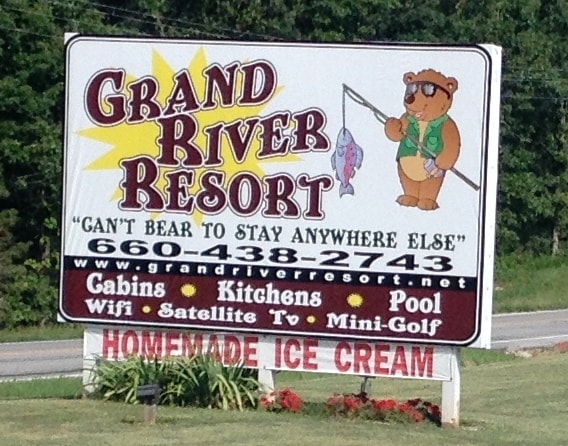 GRAND
RIVER
RESORT
"CAN'T BEAR TO STAY ANYWHERE ELSE"
660-438-2743
www.grandriverresort.net
Cabins • Kitchens • Pool
Wifi • Satellite Tv • Mini-Golf
HOMEMADE ICE CREAM